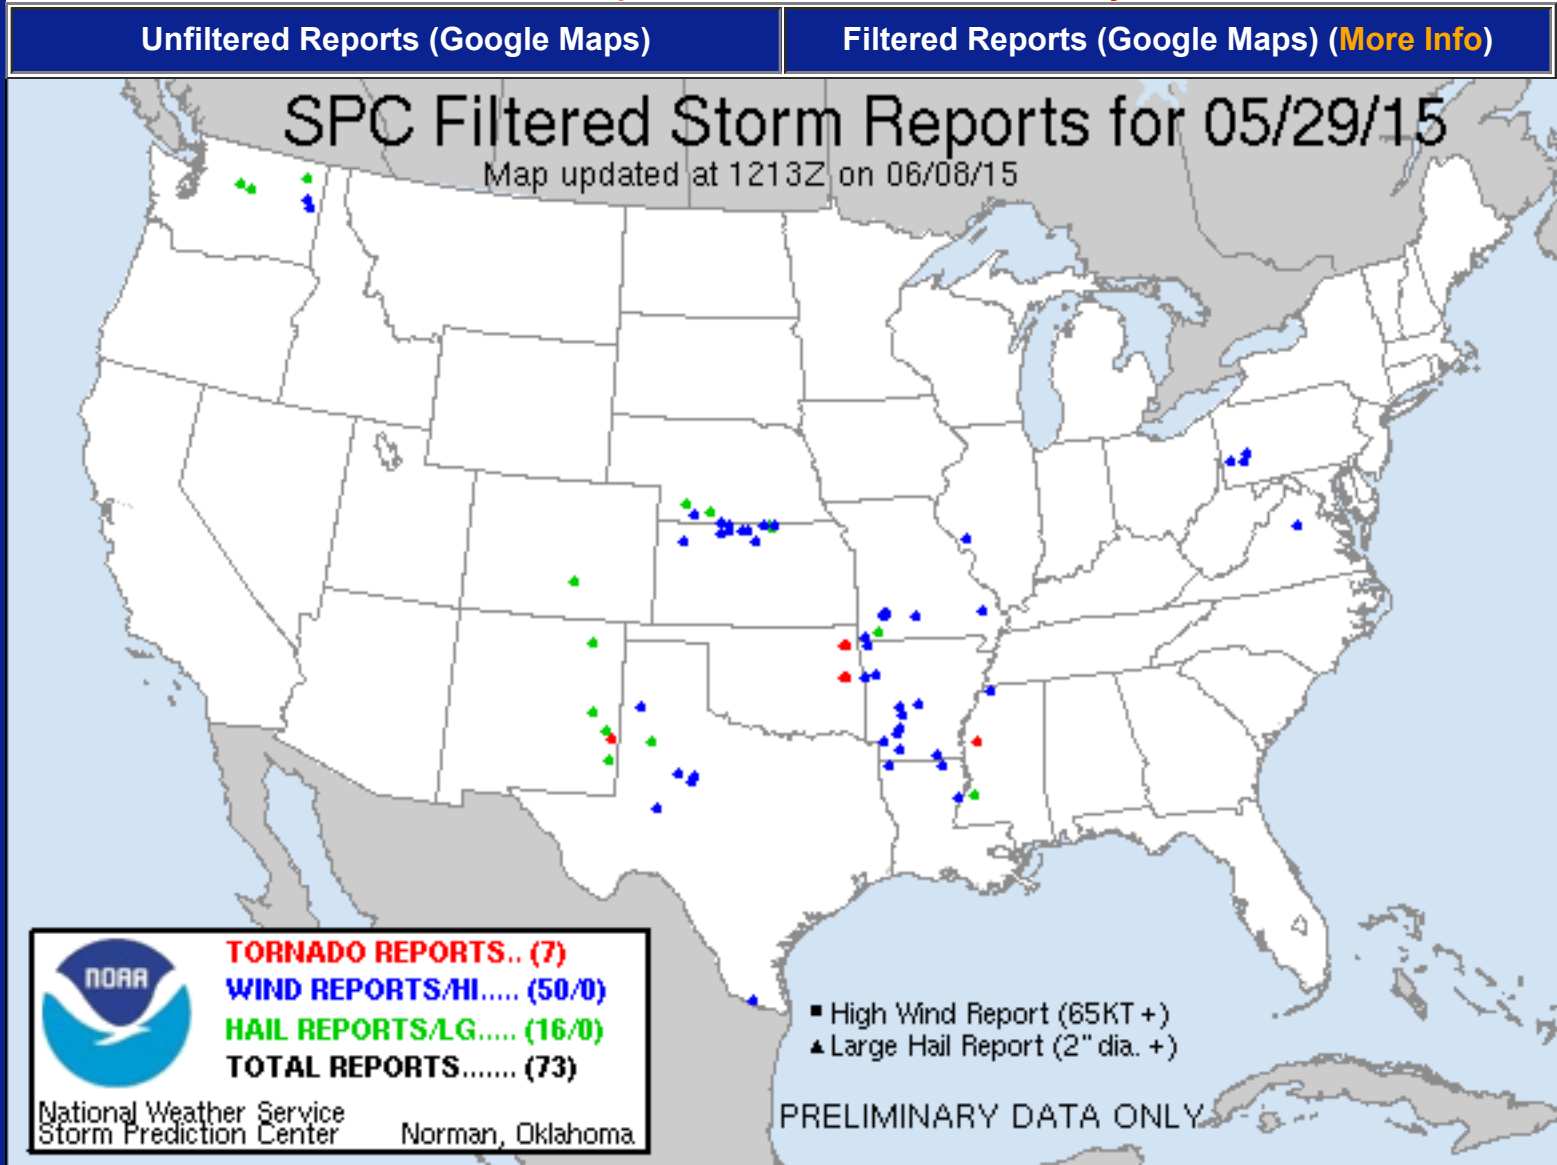 Unfiltered Reports (Google Maps)
Filtered Reports (Google Maps) (More Info)
SPC Filtered Storm Reports for 05/29/15
Map updated at 1213Z on 06/08/15
NOAA
TORNADO REPORTS.. (7)
WIND REPORTS/HI..... (50/0)
HAIL REPORTS/LG..... (16/0)
TOTAL REPORTS....... (73)
National Weather Service
Storm Prediction Center Norman, Oklahoma
High Wind Report (65KT +)
Large Hail Report (2" dia. +)
PRELIMINARY DATA ONLY